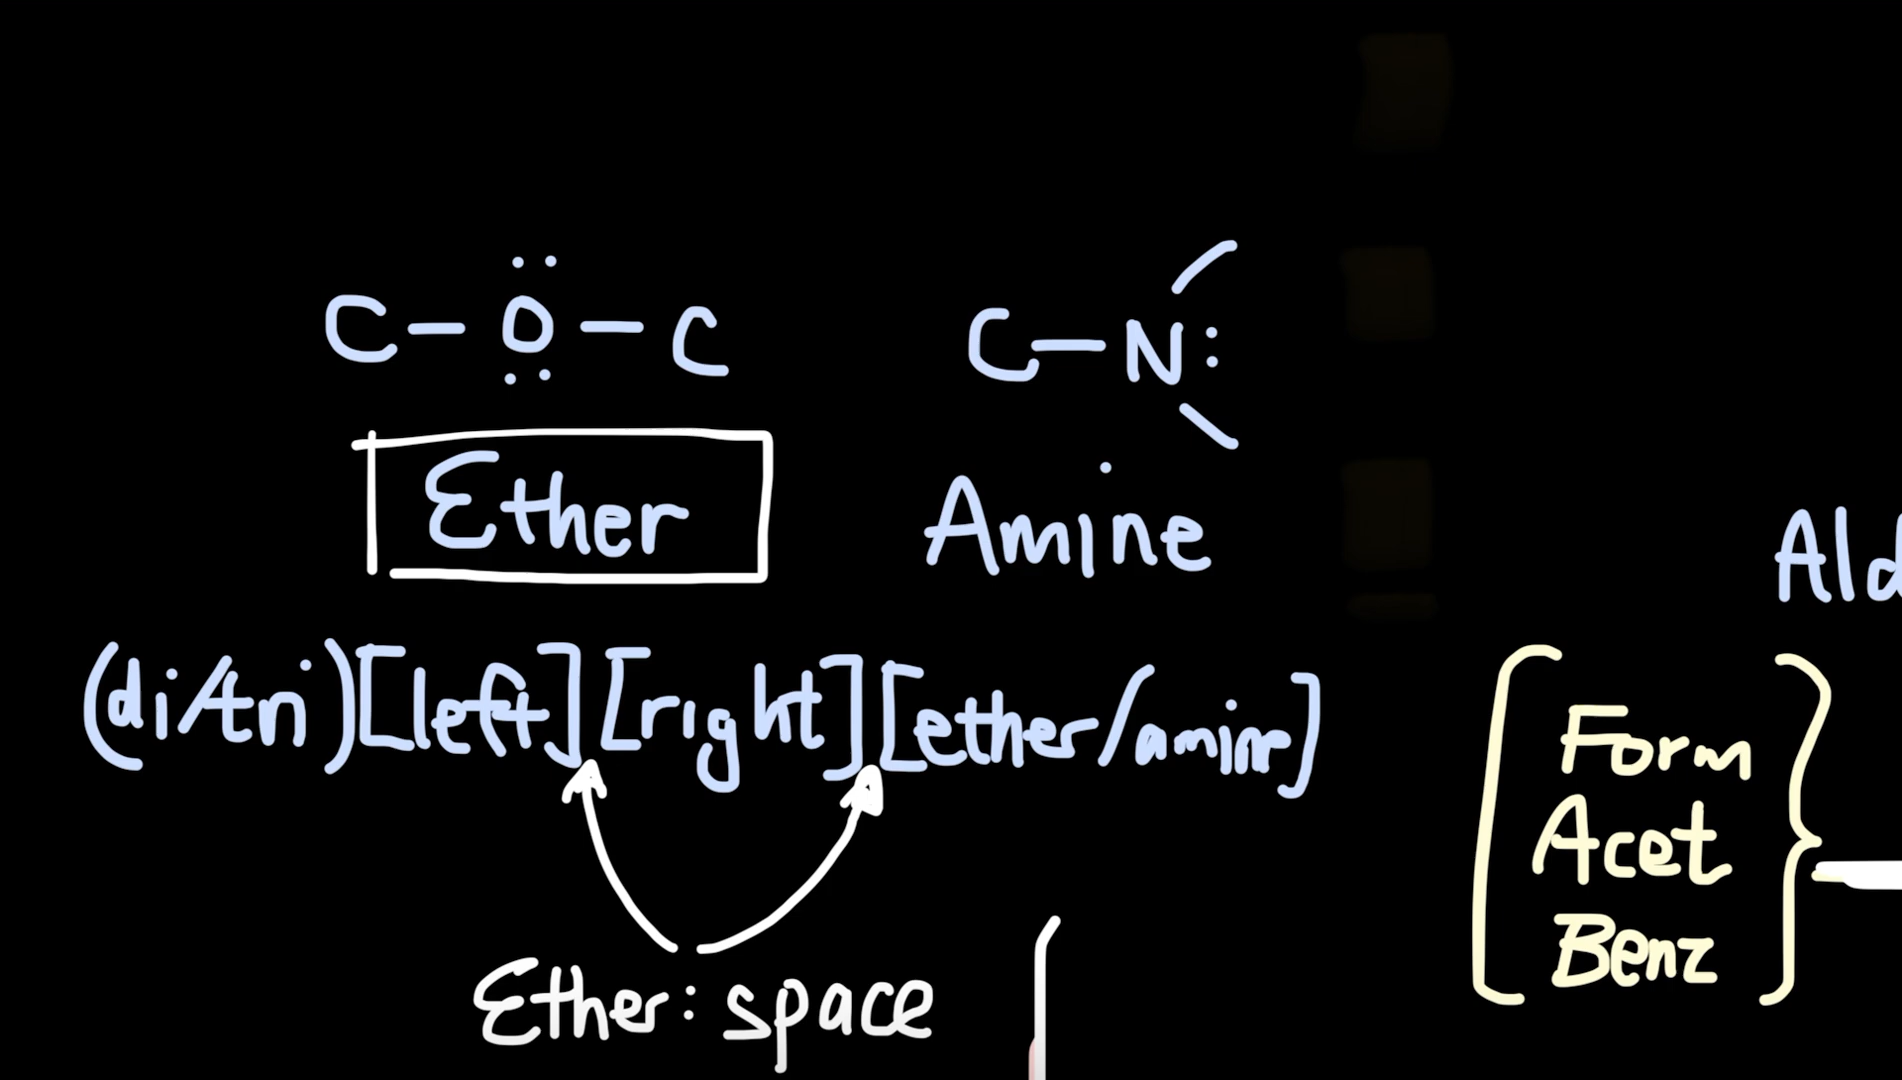 C-O-C
C-N:
Ether
Amine
Ald
(di/tri)[left][right][ether/amine]
Form
Acet
Benz
Ether: space